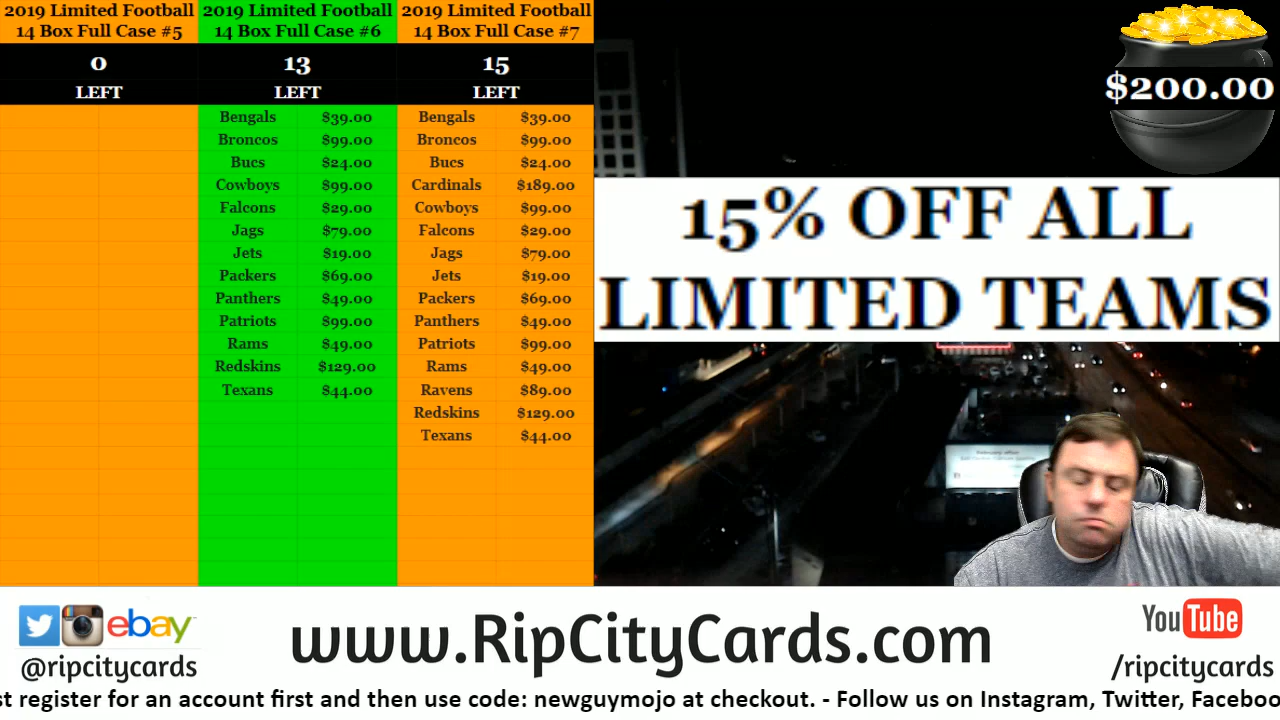 2019 Limited Football
14 Box Full Case #5
0
LEFT
2019 Limited Football
14 Box Full Case #6
13
LEFT
Bengals $39.00
Broncos $99.00
Bucs $24.00
Cowboys $99.00
Falcons $29.00
Jags $79.00
Jets $19.00
Packers $69.00
Panthers $49.00
Patriots $99.00
Rams $49.00
Redskins $129.00
Texans $44.00
2019 Limited Football
14 Box Full Case #7
15
LEFT
Bengals $39.00
Broncos $99.00
Bucs $24.00
Cardinals $189.00
Cowboys $99.00
Falcons $29.00
Jags $79.00
Jets $19.00
Packers $69.00
Panthers $49.00
Patriots $99.00
Rams $49.00
Ravens $89.00
Redskins $129.00
Texans $44.00
$200.00
15% OFF ALL
LIMITED TEAMS
ebay
@ripcitycards
www.RipCityCards.com
YouTube
/ripcitycards
st register for an account first and then use code: newguymojo at checkout. - Follow us on Instagram, Twitter, Faceboo